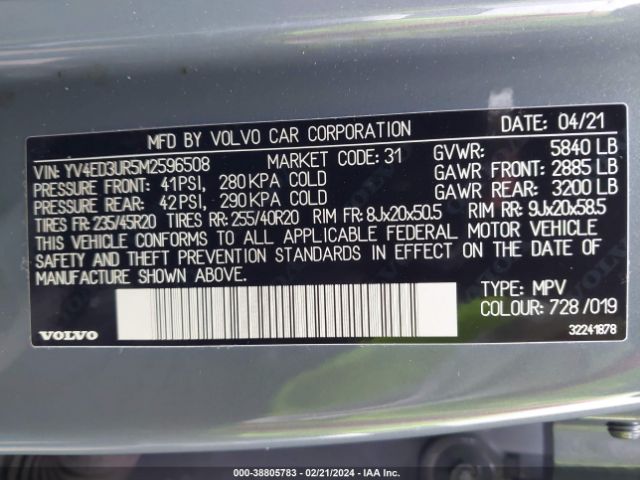 MFD BY VOLVO CAR CORPORATION DATE: 04/21
VIN: YV4ED3UR5M2596508 MARKET CODE: 31 GVWR: 5840 LB
PRESSURE FRONT: 41PSI, 280 KPA COLD GAWR FRONT: 2885 LB
PRESSURE REAR: 42PSI, 290 KPA COLD GAWR REAR: 3200 LB
TIRES FR: 235/45R20 TIRES RR: 255/40R20 RIM FR: 8Jx20x50.5 RIM RR: 9Jx20x58.5
THIS VEHICLE CONFORMS TO ALL APPLICABLE FEDERAL MOTOR VEHICLE
SAFETY AND THEFT PREVENTION STANDARDS IN EFFECT ON THE DATE OF
MANUFACTURE SHOWN ABOVE.
TYPE: MPV
COLOUR: 728/019
VOLVO 32241878
000-38805783 - 02/21/2024 - IAA Inc.